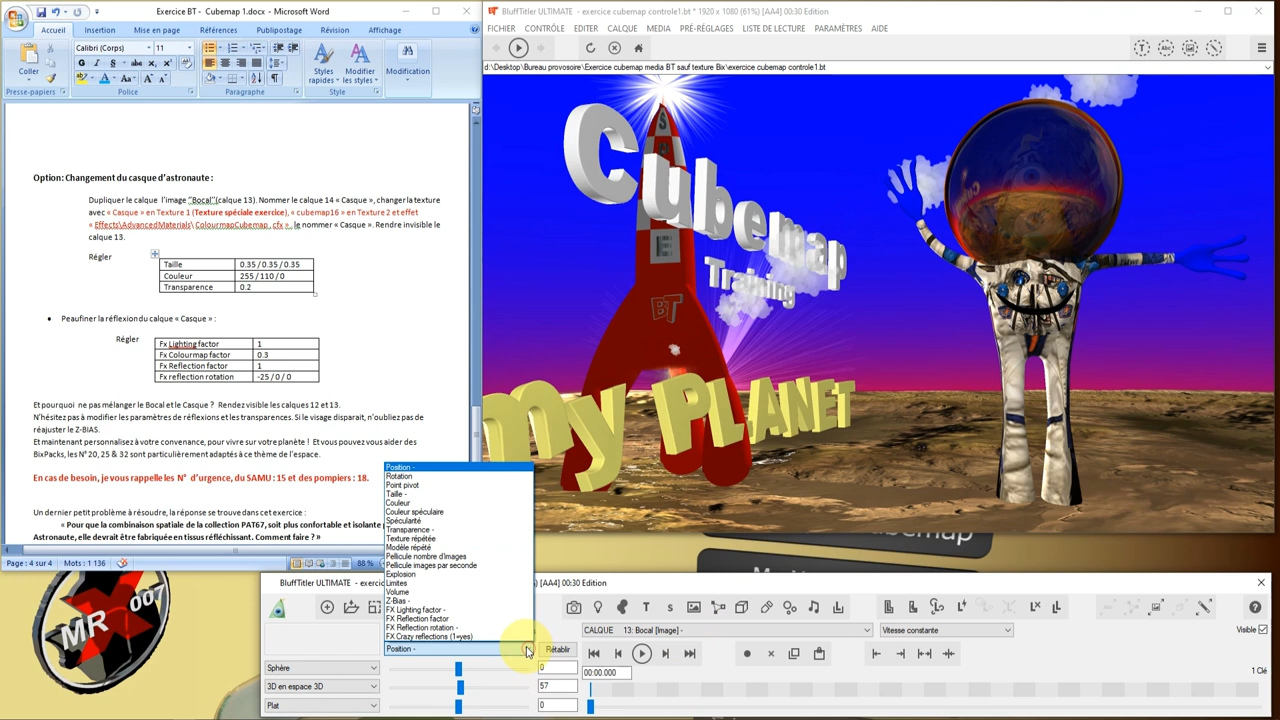 Exercice BT - Cubemap 1.docx - Microsoft Word
Accueil Insertion Mise en page Références Publipostage Révision Affichage
Calibri (Corps) 11
Coller
Styles rapides
Modifier les styles
Modification
Presse-papiers Police Paragraphe Style
Option: Changement du casque d'astronaute :
Dupliquer le calque l'image "Bocal"(calque 13). Nommer le calque 14 « Casque », changer la texture
avec « Casque » en Texture 1 (Texture spéciale exercice), « cubemap16 » en Texture 2 et effet
« Effects\AdvancedMaterials\ ColourmapCubemap .cfx » , le nommer « Casque ». Rendre invisible le
calque 13.
Régler
Taille 0.35 / 0.35 / 0.35
Couleur 255 / 110 / 0
Transparence 0.2
• Peaufiner la réflexion du calque « Casque » :
Régler
Fx Lighting factor 1
Fx Colourmap factor 0.3
Fx Reflection factor 1
Fx reflection rotation -25 / 0 / 0
Et pourquoi ne pas mélanger le Bocal et le Casque ? Rendez visible les calques 12 et 13.
N'hésitez pas à modifier les paramètres de réflexions et les transparences. Si le visage disparait, n'oubliez pas de
réajuster le Z-BIAS.
Et maintenant personnalisez à votre convenance, pour vivre sur votre planète ! Et vous pouvez vous aider des
BixPacks, les N° 20, 25 & 32 sont particulièrement adaptés à ce thème de l'espace.
En cas de besoin, je vous rappelle les N° d'urgence, du SAMU : 15 et des pompiers : 18.
Un dernier petit problème à résoudre, la réponse se trouve dans cet exercice :
« Pour que la combinaison spatiale de la collection PAT67, soit plus confortable et isolante
Astronaute, elle devrait être fabriquée en tissus réfléchissant. Comment faire ? »
Page : 4 sur 4 Mots : 1 136 88 %
BluffTitler ULTIMATE - exercice cubemap controle1.bt * 1920 x 1080 (61%) [AA4] 00:30 Edition
FICHIER CONTRÔLE EDITER CALQUE MEDIA PRÉ-RÉGLAGES LISTE DE LECTURE PARAMÈTRES AIDE
d:\Desktop\Bureau provosoire\Exercice cubemap media BT sauf texture Bix\exercice cubemap controle1.bt
S
E
BT
Cubemap
Training
my PLANET
MR 007
BluffTitler ULTIMATE - exercice
%) [AA4] 00:30 Edition
Position -
Rotation
Point pivot
Taille -
Couleur
Couleur spéculaire
Spécularité
Transparence -
Texture répétée
Modèle répété
Pellicule nombre d'images
Pellicule images par seconde
Explosion
Limites
Volume
Z-Bias -
FX Lighting factor -
FX Reflection factor
FX Reflection rotation -
FX Crazy reflections (1=yes)
Position -
Rétablir
CALQUE 13: Bocal [Image] -
Vitesse constante
Visible
Sphère 0
00:00.000
1 Clé
3D en espace 3D 57
Plat 0